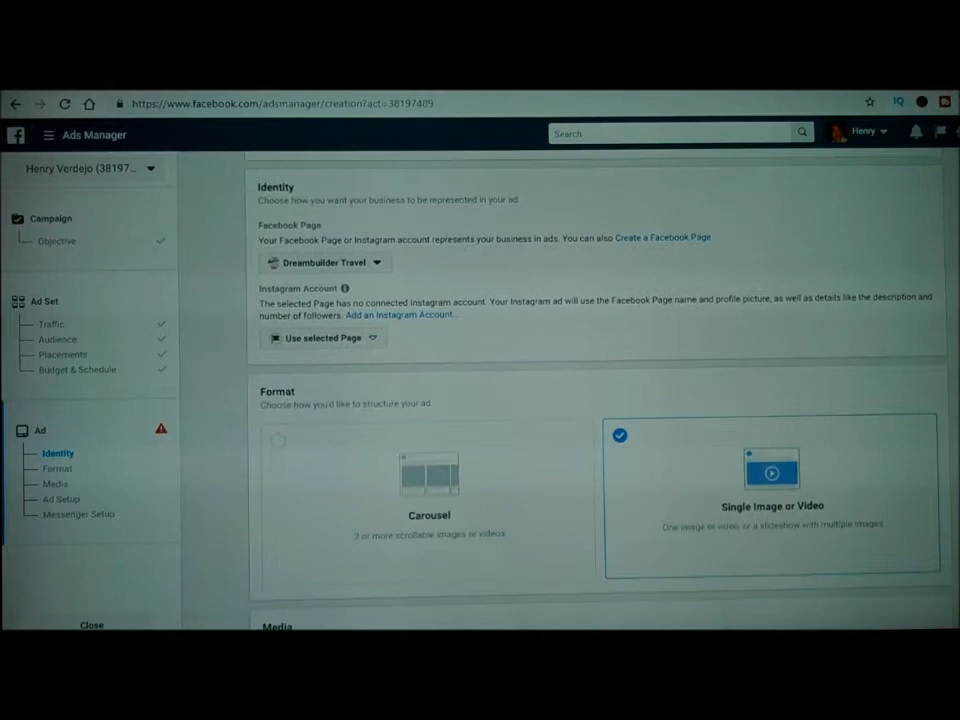 https://www.facebook.com/adsmanager/creation?act=38197489
IQ
Ads Manager
Search
Henry
Henry Verdejo (38197...
Campaign
Objective
Ad Set
Traffic
Audience
Placements
Budget & Schedule
Ad
Identity
Format
Media
Ad Setup
Messenger Setup
Close
Identity
Choose how you want your business to be represented in your ad.
Facebook Page
Your Facebook Page or Instagram account represents your business in ads. You can also Create a Facebook Page
Dreambuilder Travel
Instagram Account
The selected Page has no connected Instagram account. Your Instagram ad will use the Facebook Page name and profile picture, as well as details like the description and
number of followers. Add an Instagram Account.
Use selected Page
Format
Choose how you'd like to structure your ad.
Carousel
2 or more scrollable images or videos
Single Image or Video
One image or video, or a slideshow with multiple images
Media